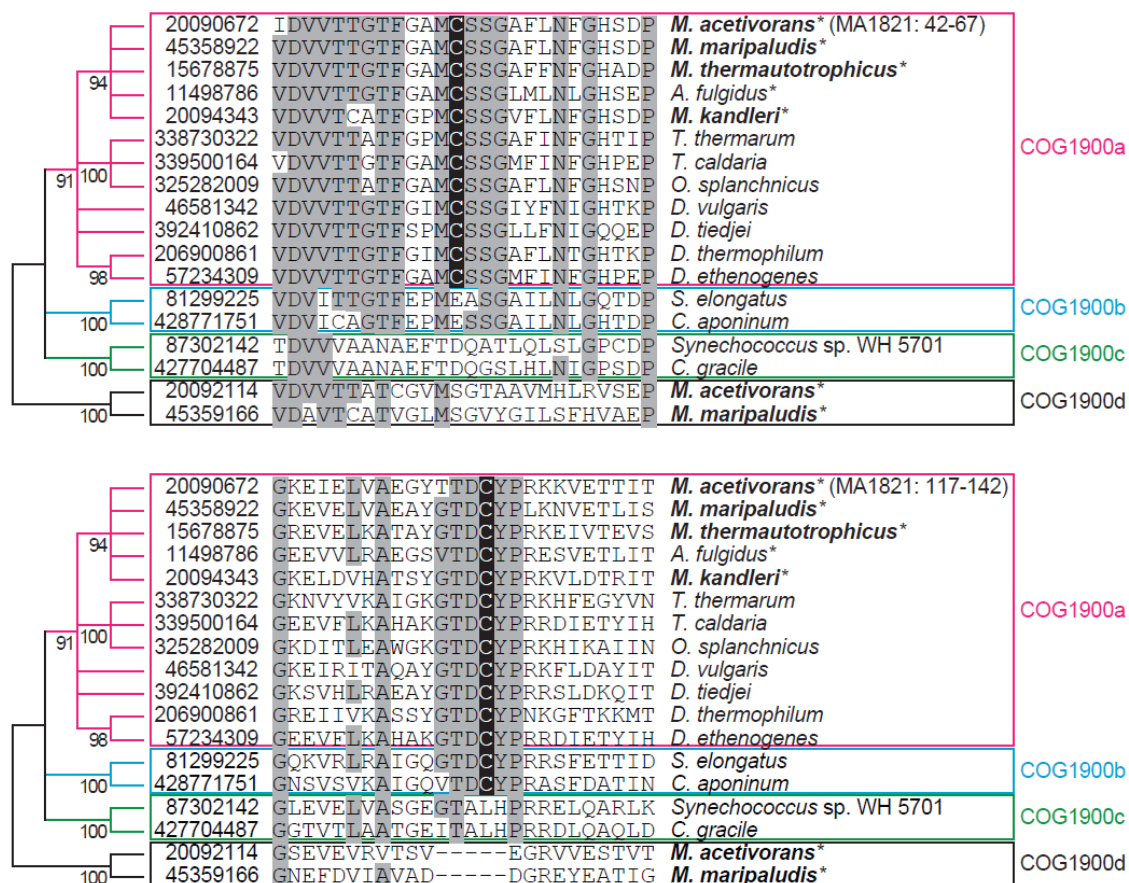 20090672 IDVVTTGTFGAMCSSGAFLNFGHSDP M. acetivorans* (MA1821: 42-67)
45358922 VDVVTTGTFGAMCSSGAFLNFGHSDP M. maripaludis*
94 15678875 VDVVTTGTFGAMCSSGAFFNFGHADP M. thermautotrophicus*
11498786 VDVVTTGTFGAMCSSGLMLNLGHSEP A. fulgidus*
20094343 VDVVTCATFGPMCSSGVFLNFGHSDP M. kandleri*
338730322 VDVVTTATFGPMCSSGAFINFGHTIP T. thermarum COG1900a
91 100 339500164 VDVVTTGTFGAMCSSGMFINFGHPEP T. caldaria
325282009 VDVVTTATFGAMCSSGAFLNFGHSNP O. splanchnicus
46581342 VDVVTTGTFGIMCSSGIYFNIGHTKP D. vulgaris
392410862 VDVVTTGTFSPMCSSGLLFNIGQQEP D. tiedjei
206900861 VDVVTTGTFGIMCSSGAFLNTGHTKP D. thermophilum
98 57234309 VDVVTTGTFGAMCSSGMFINFGHPEP D. ethenogenes
81299225 VDVITTGTFEPMEASGAILNLGQTDP S. elongatus COG1900b
100 428771751 VDVICAGTFEPMESSGAILNLGHTDP C. aponinum
87302142 TDVVVAANAEFTDQATLQLSLGPCDP Synechococcus sp. WH 5701 COG1900c
100 427704487 TDVVVAANAEFTDQGSLHLNIGPSDP C. gracile
20092114 VDVVTTATCGVMSGTAAVMHLRVSEP M. acetivorans* COG1900d
100 45359166 VDAVTCATVGLMSGVYGILSFHVAEP M. maripaludis*
20090672 GKEIELVAEGYTTDCYPRKKVETTIT M. acetivorans* (MA1821: 117-142)
45358922 GKEVELVAEAYGTDCYPLKNVETLIS M. maripaludis*
94 15678875 GREVELKATAYGTDCYPRKEIVTEVS M. thermautotrophicus*
11498786 GEEVVLRAEGSVTDCYPRESVETLIT A. fulgidus*
20094343 GKELDVHATSYGTDCYPRKVLDTRIT M. kandleri*
338730322 GKNVYVKAIGKGTDCYPRKHFEGYVN T. thermarum COG1900a
91 100 339500164 GEEVFLKAHAKGTDCYPRRDIETYIH T. caldaria
325282009 GKDITLEAWGKGTDCYPRKHIKAIIN O. splanchnicus
46581342 GKEIRITAQAYGTDCYPRKFLDAYIT D. vulgaris
392410862 GKSVHLRAEAYGTDCYPRRSLDKQIT D. tiedjei
206900861 GREIIVKASSYGTDCYPNKGFTKKMT D. thermophilum
98 57234309 GEEVFLKAHAKGTDCYPRRDIETYIH D. ethenogenes
81299225 GQKVRLRAIGQGTDCYPRRSFETTID S. elongatus COG1900b
100 428771751 GNSVSVKAIGQVTDCYPRASFDATIN C. aponinum
87302142 GLEVELVASGEGTALHPRRELQARLK Synechococcus sp. WH 5701 COG1900c
100 427704487 GGTVTLAATGEITALHPRRDLQAQLD C. gracile
20092114 GSEVEVRVTSV-----EGRVVESTVT M. acetivorans* COG1900d
100 45359166 GNEFDVIAVAD-----DGREYEATIG M. maripaludis*